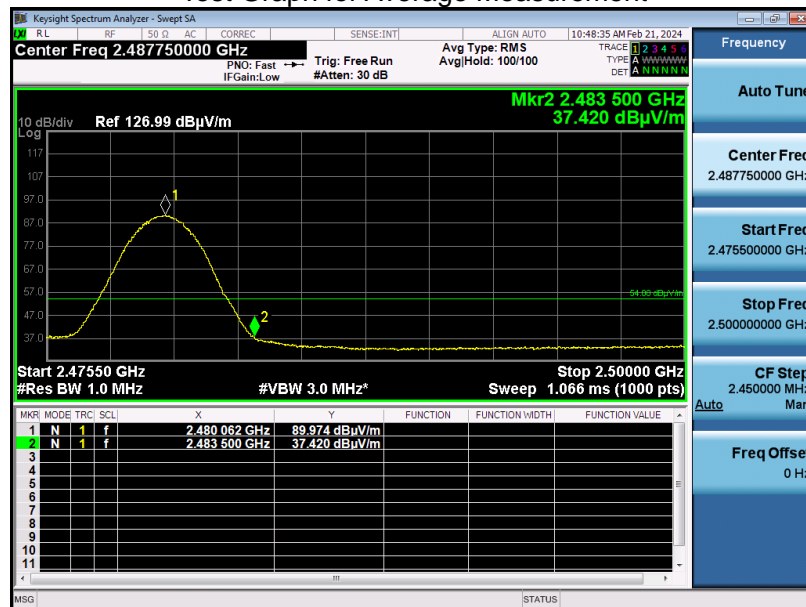 Test Graph for Average Measurement
Keysight Spectrum Analyzer - Swept SA
LXI RL RF 50 Ω AC CORREC SENSE:INT ALIGN AUTO 10:48:35 AM Feb 21, 2024
Center Freq 2.487750000 GHz
PNO: Fast
IFGain:Low
Trig: Free Run
#Atten: 30 dB
Avg Type: RMS
Avg|Hold: 100/100
TRACE 1 2 3 4 5 6
TYPE A WWWWW
DET A N N N N N
Mkr2 2.483 500 GHz
37.420 dBµV/m
10 dB/div Ref 126.99 dBµV/m
Log
117
107
97.0
87.0
77.0
67.0
57.0
47.0
37.0
1
2
54.00 dBµV/m
Start 2.47550 GHz Stop 2.50000 GHz
#Res BW 1.0 MHz #VBW 3.0 MHz* Sweep 1.066 ms (1000 pts)
MKR MODE TRC SCL X Y FUNCTION FUNCTION WIDTH FUNCTION VALUE
1 N 1 f 2.480 062 GHz 89.974 dBµV/m
2 N 1 f 2.483 500 GHz 37.420 dBµV/m
3
4
5
6
7
8
9
10
11
MSG STATUS
Frequency
Auto Tune
Center Freq
2.487750000 GHz
Start Freq
2.475500000 GHz
Stop Freq
2.500000000 GHz
CF Step
2.450000 MHz
Auto Man
Freq Offset
0 Hz